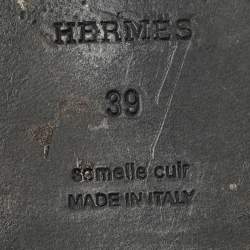 HERMES
39
semelle cuir
MADE IN ITALY